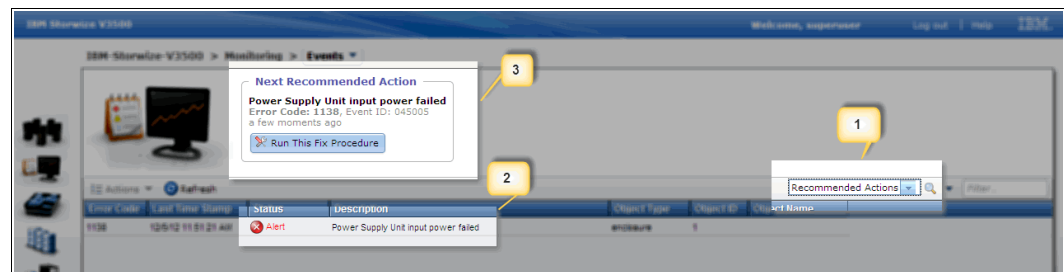 IBM Storwize V3500
Welcome, superuser
Log out | Help
IBM
IBM-Storwize-V3500 > Monitoring > Events
3
Next Recommended Action
Power Supply Unit input power failed
Error Code: 1138, Event ID: 045005
a few moments ago
Run This Fix Procedure
1
2
Recommended Actions
Filter...
Actions
Refresh
Error Code Last Time Stamp Status Description Object Type Object ID Object Name
1138 12/5/12 11:51:21 AM Alert Power Supply Unit input power failed enclosure 1